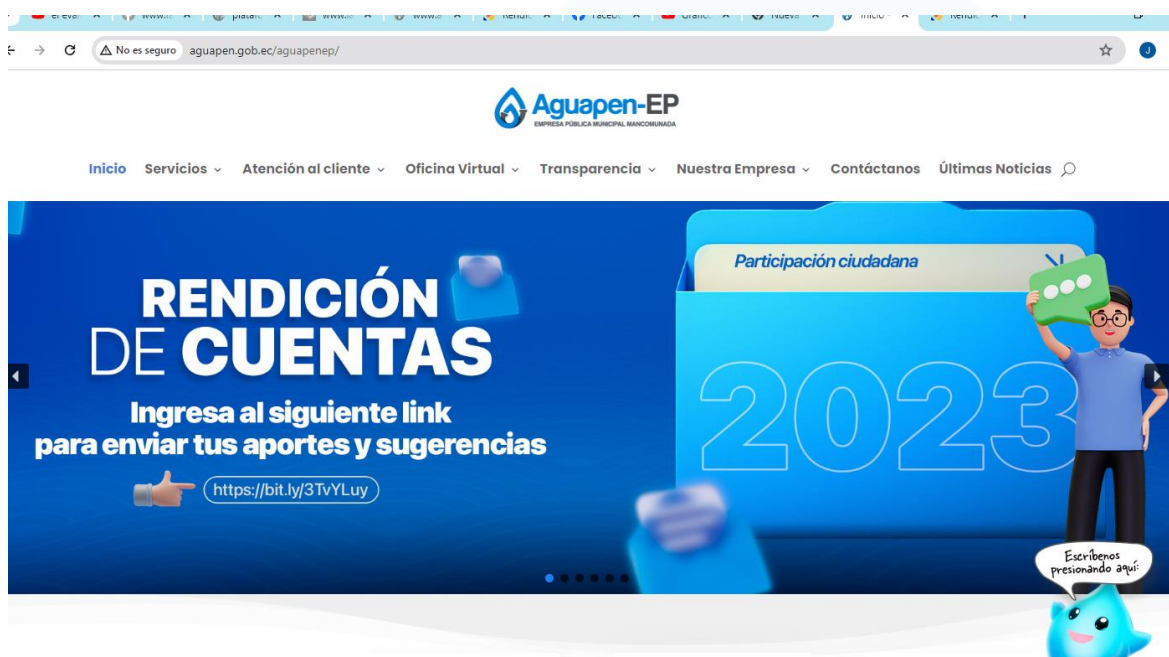 No es seguro aguapen.gob.ec/aguapenep/
Aguapen-EP
EMPRESA PÚBLICA MUNICIPAL MANCOMUNADA
Inicio Servicios Atención al cliente Oficina Virtual Transparencia Nuestra Empresa Contáctanos Últimas Noticias
RENDICIÓN
DE CUENTAS
Ingresa al siguiente link
para enviar tus aportes y sugerencias
https://bit.ly/3TvYLuy
Participación ciudadana
2023
Escríbenos
presionando aquí:
J